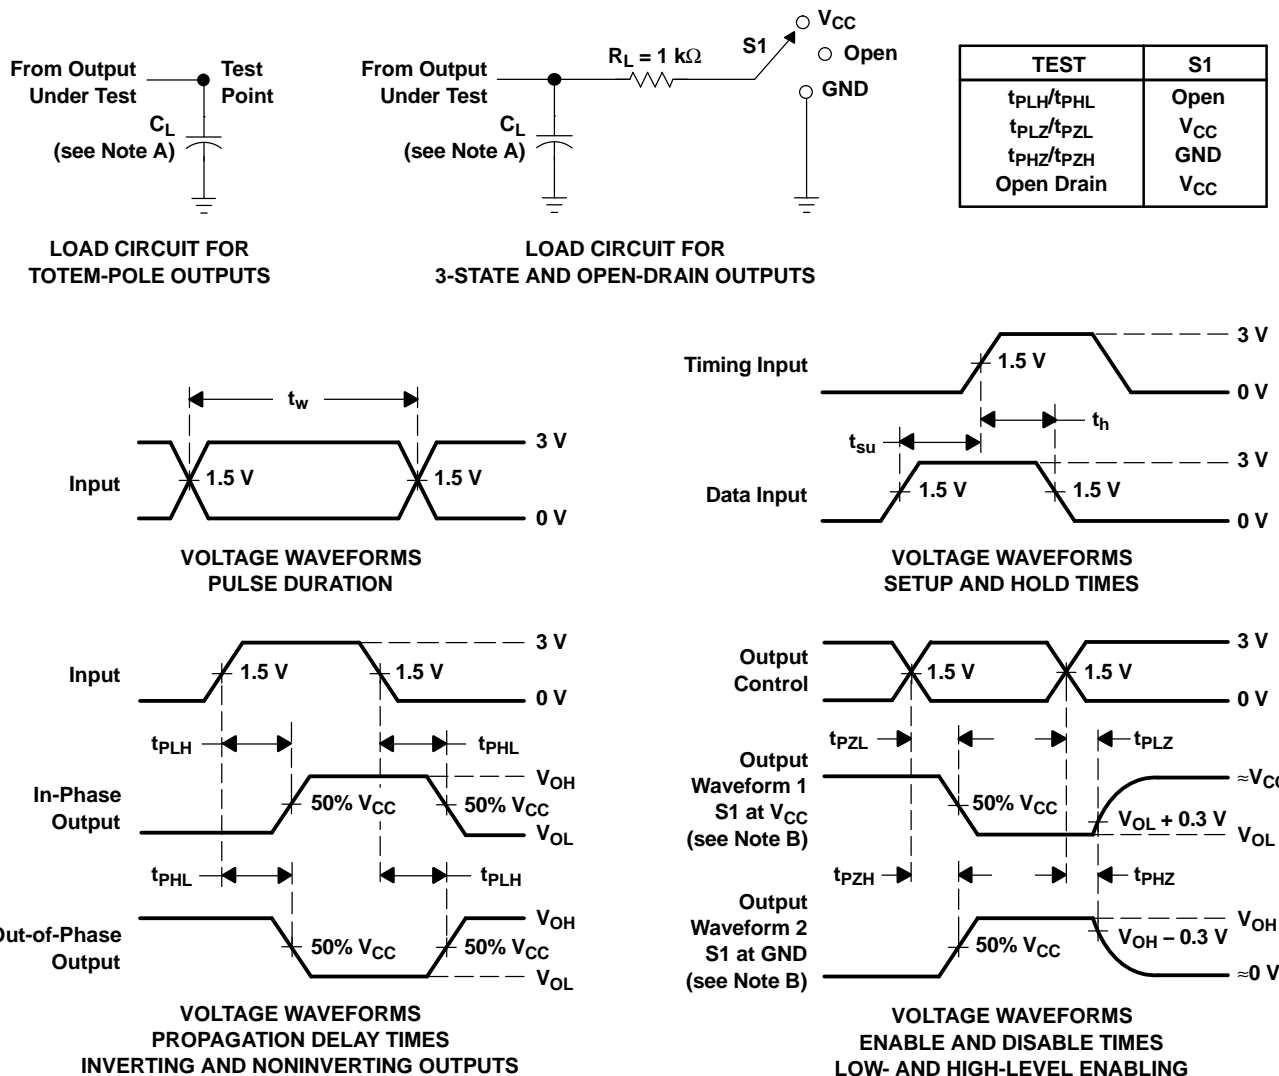 From Output
Under Test
Test
Point
CL
(see Note A)
LOAD CIRCUIT FOR
TOTEM-POLE OUTPUTS
From Output
Under Test
CL
(see Note A)
RL = 1 kΩ
S1
VCC
Open
GND
LOAD CIRCUIT FOR
3-STATE AND OPEN-DRAIN OUTPUTS
TEST S1
tPLH/tPHL Open
tPLZ/tPZL VCC
tPHZ/tPZH GND
Open Drain VCC
tw
Input
1.5 V
1.5 V
3 V
0 V
VOLTAGE WAVEFORMS
PULSE DURATION
Timing Input
1.5 V
3 V
0 V
th
tsu
Data Input
1.5 V
1.5 V
3 V
0 V
VOLTAGE WAVEFORMS
SETUP AND HOLD TIMES
Input
1.5 V
1.5 V
3 V
0 V
tPLH
tPHL
In-Phase
Output
50% VCC
50% VCC
VOH
VOL
tPHL
tPLH
Out-of-Phase
Output
50% VCC
50% VCC
VOH
VOL
VOLTAGE WAVEFORMS
PROPAGATION DELAY TIMES
INVERTING AND NONINVERTING OUTPUTS
Output
Control
1.5 V
1.5 V
3 V
0 V
tPZL
tPLZ
Output
Waveform 1
S1 at VCC
(see Note B)
50% VCC
VOL + 0.3 V
≈VCC
VOL
tPZH
tPHZ
Output
Waveform 2
S1 at GND
(see Note B)
50% VCC
VOH – 0.3 V
VOH
≈0 V
VOLTAGE WAVEFORMS
ENABLE AND DISABLE TIMES
LOW- AND HIGH-LEVEL ENABLING